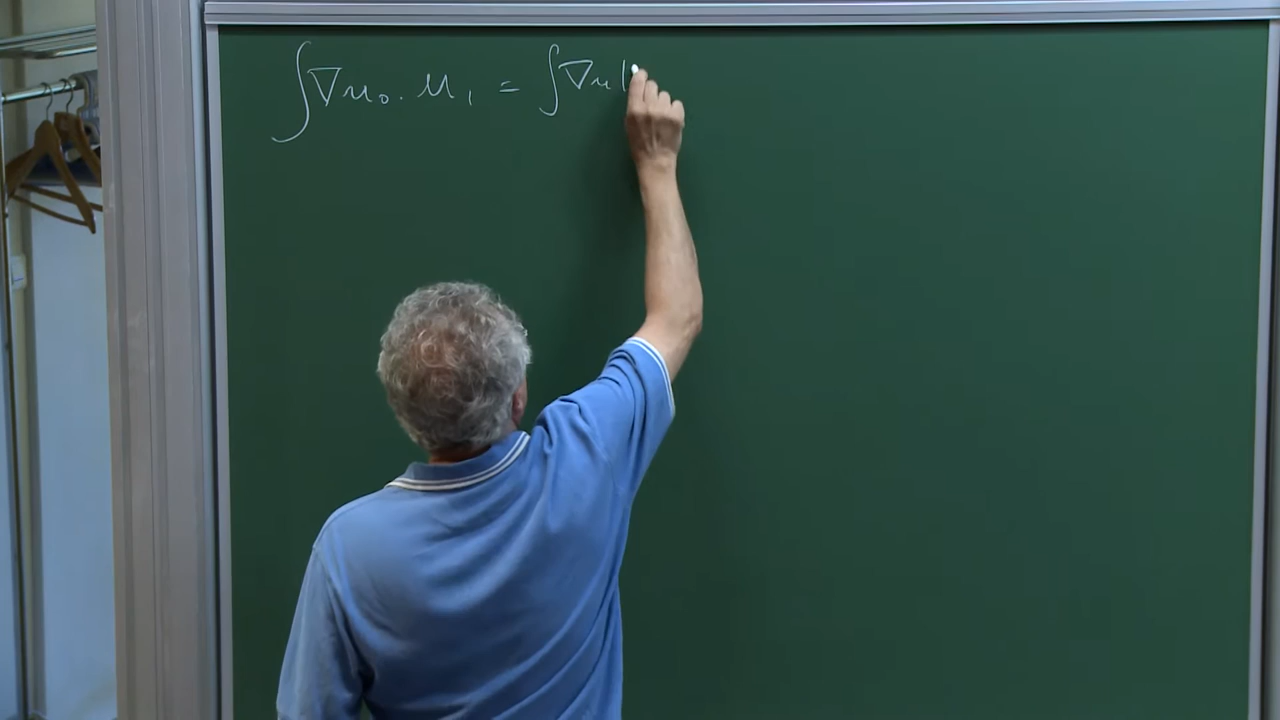 ∫∇u₀.u₁ = ∫∇u